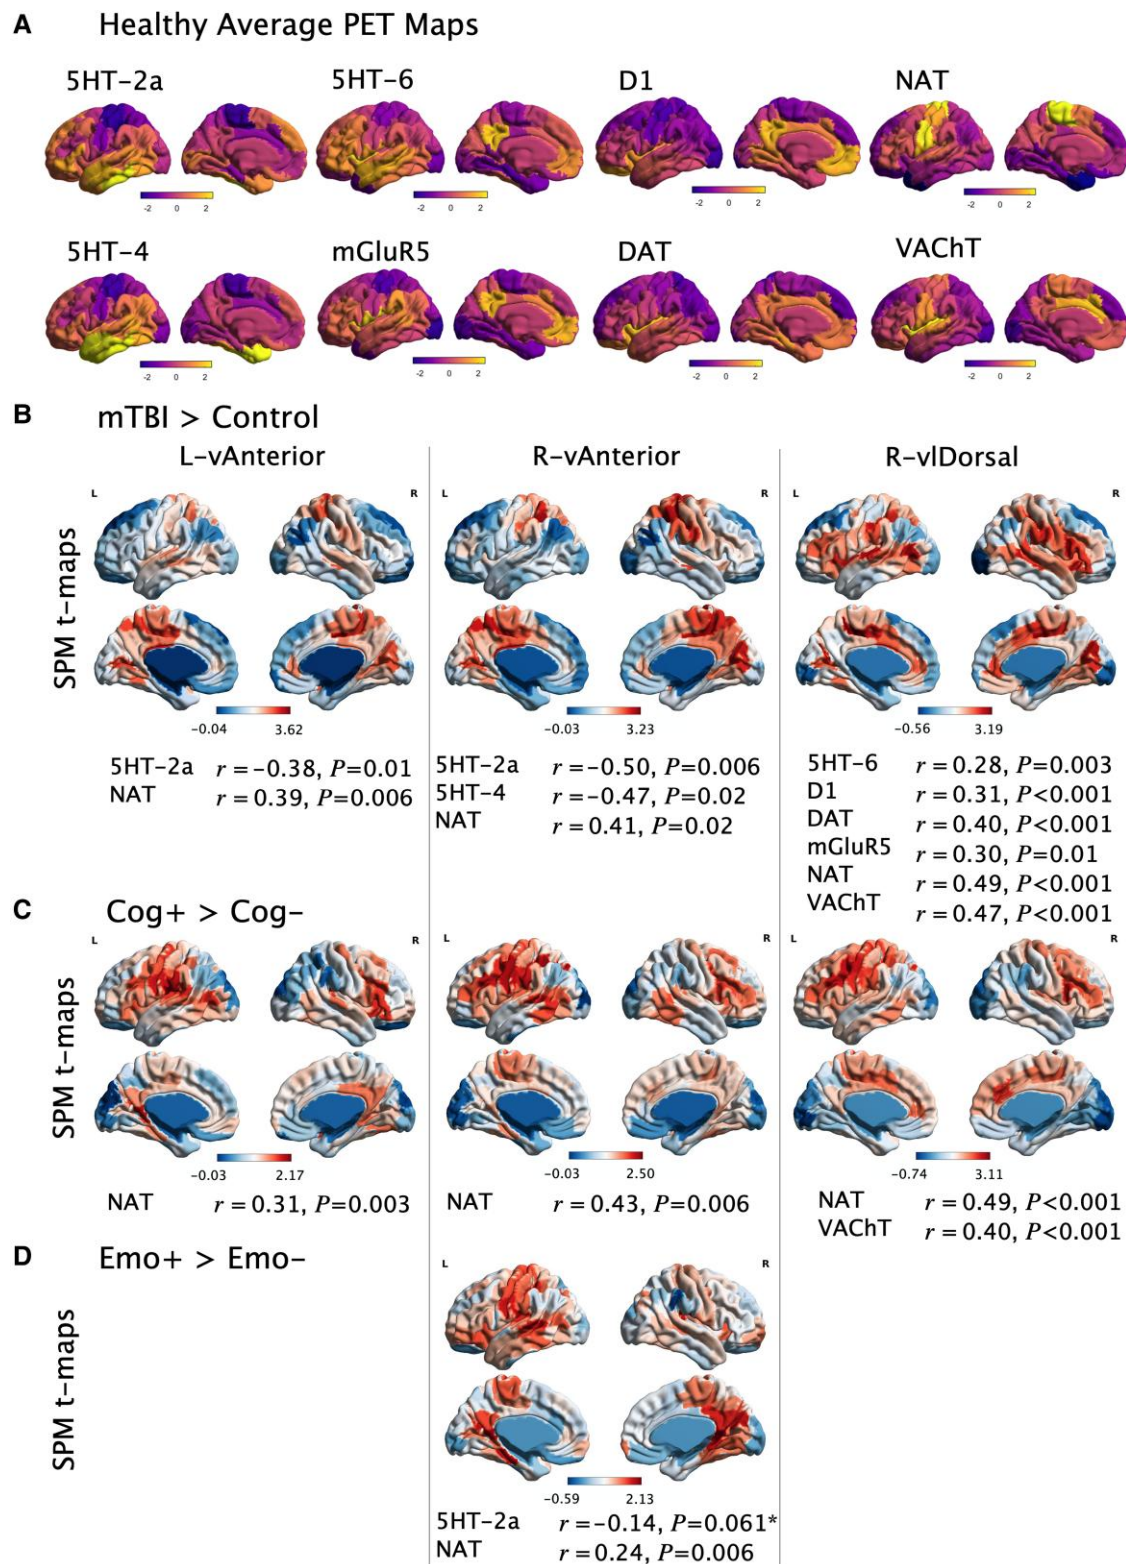 A Healthy Average PET Maps
5HT-2a 5HT-6 D1 NAT
-2 0 2 -2 0 2 -2 0 2 -2 0 2
5HT-4 mGluR5 DAT VAChT
-2 0 2 -2 0 2 -2 0 2 -2 0 2
B mTBI > Control
L-vAnterior R-vAnterior R-vlDorsal
L R L R L R
SPM t-maps
-0.04 3.62 -0.03 3.23 -0.56 3.19
5HT-2a r = -0.38, P=0.01
NAT r = 0.39, P=0.006
5HT-2a r = -0.50, P=0.006
5HT-4 r = -0.47, P=0.02
NAT r = 0.41, P=0.02
5HT-6 r = 0.28, P=0.003
D1 r = 0.31, P<0.001
DAT r = 0.40, P<0.001
mGluR5 r = 0.30, P=0.01
NAT r = 0.49, P<0.001
VAChT r = 0.47, P<0.001
C Cog+ > Cog-
L R L R L R
SPM t-maps
-0.03 2.17 -0.03 2.50 -0.74 3.11
NAT r = 0.31, P=0.003
NAT r = 0.43, P=0.006
NAT r = 0.49, P<0.001
VAChT r = 0.40, P<0.001
D Emo+ > Emo-
L R
SPM t-maps
-0.59 2.13
5HT-2a r = -0.14, P=0.061*
NAT r = 0.24, P=0.006